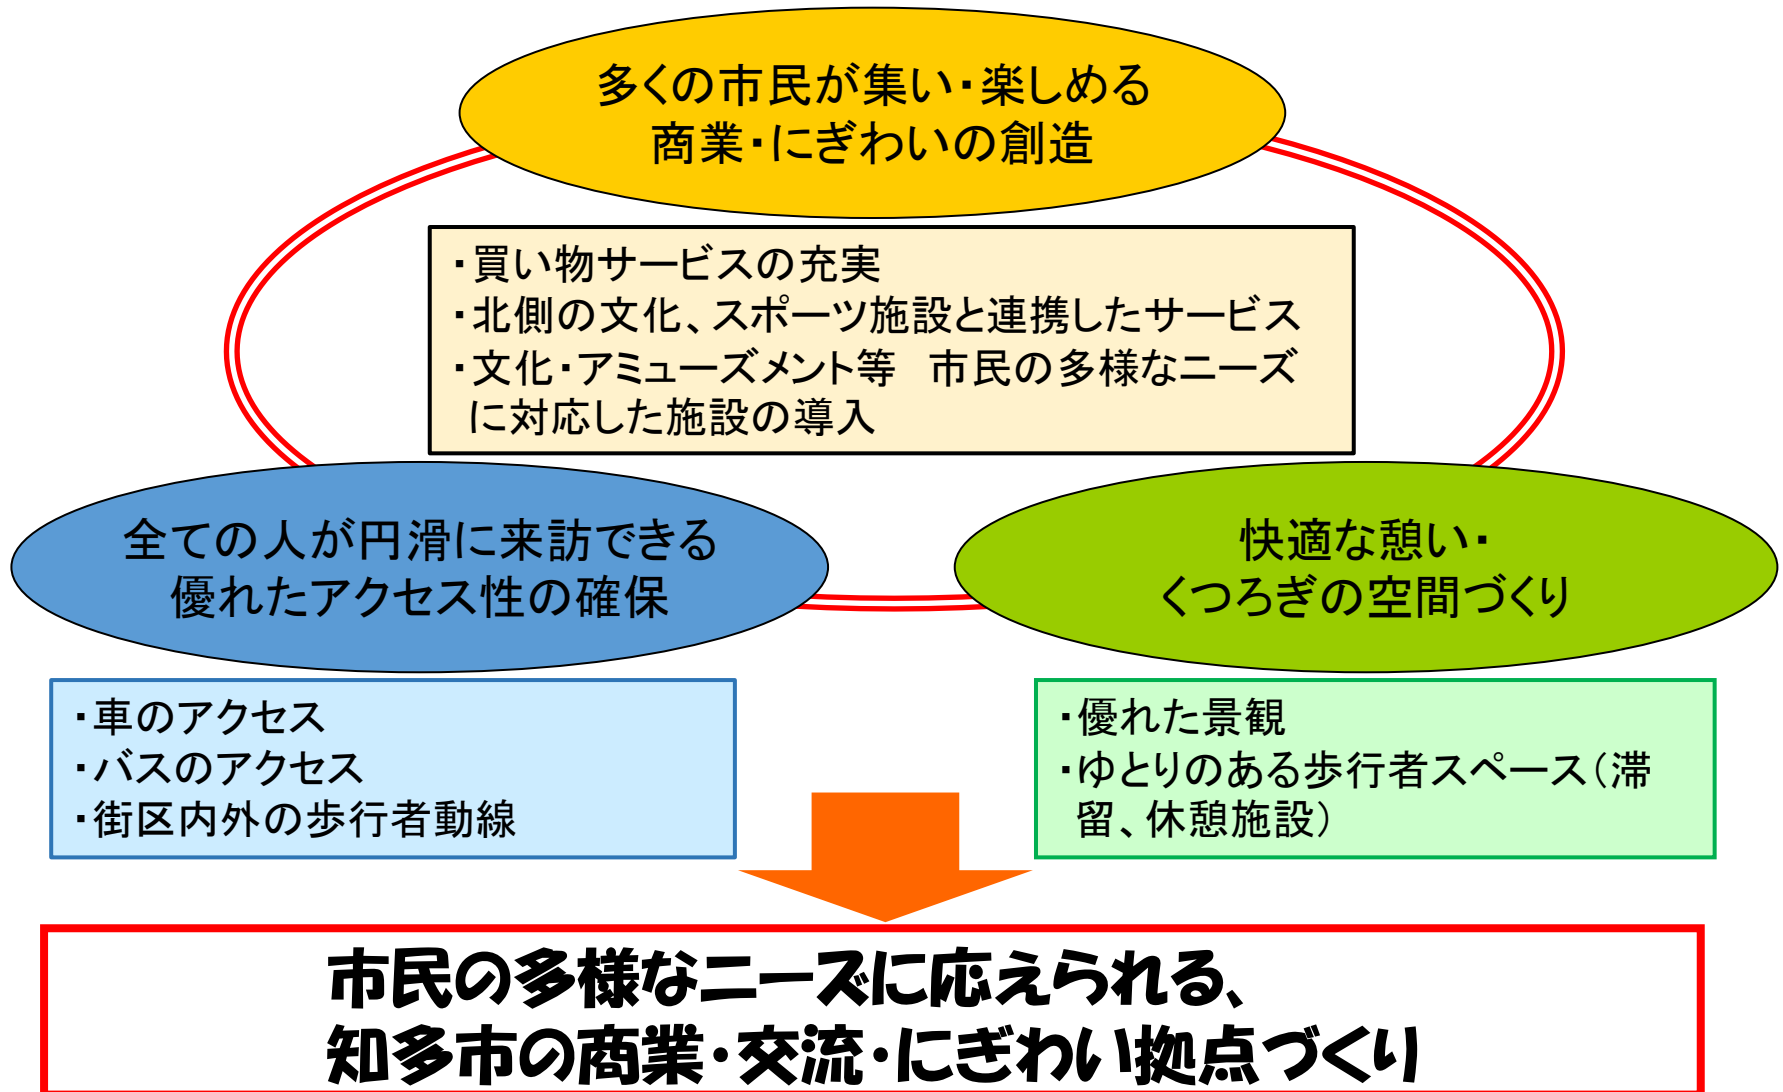 多くの市民が集い・楽しめる
商業・にぎわいの創造
・買い物サービスの充実
・北側の文化、スポーツ施設と連携したサービス
・文化・アミューズメント等　市民の多様なニーズ
に対応した施設の導入
全ての人が円滑に来訪できる
優れたアクセス性の確保
快適な憩い・
くつろぎの空間づくり
・車のアクセス
・バスのアクセス
・街区内外の歩行者動線
・優れた景観
・ゆとりのある歩行者スペース（滞
留、休憩施設）
市民の多様なニーズに応えられる、
知多市の商業・交流・にぎわい拠点づくり